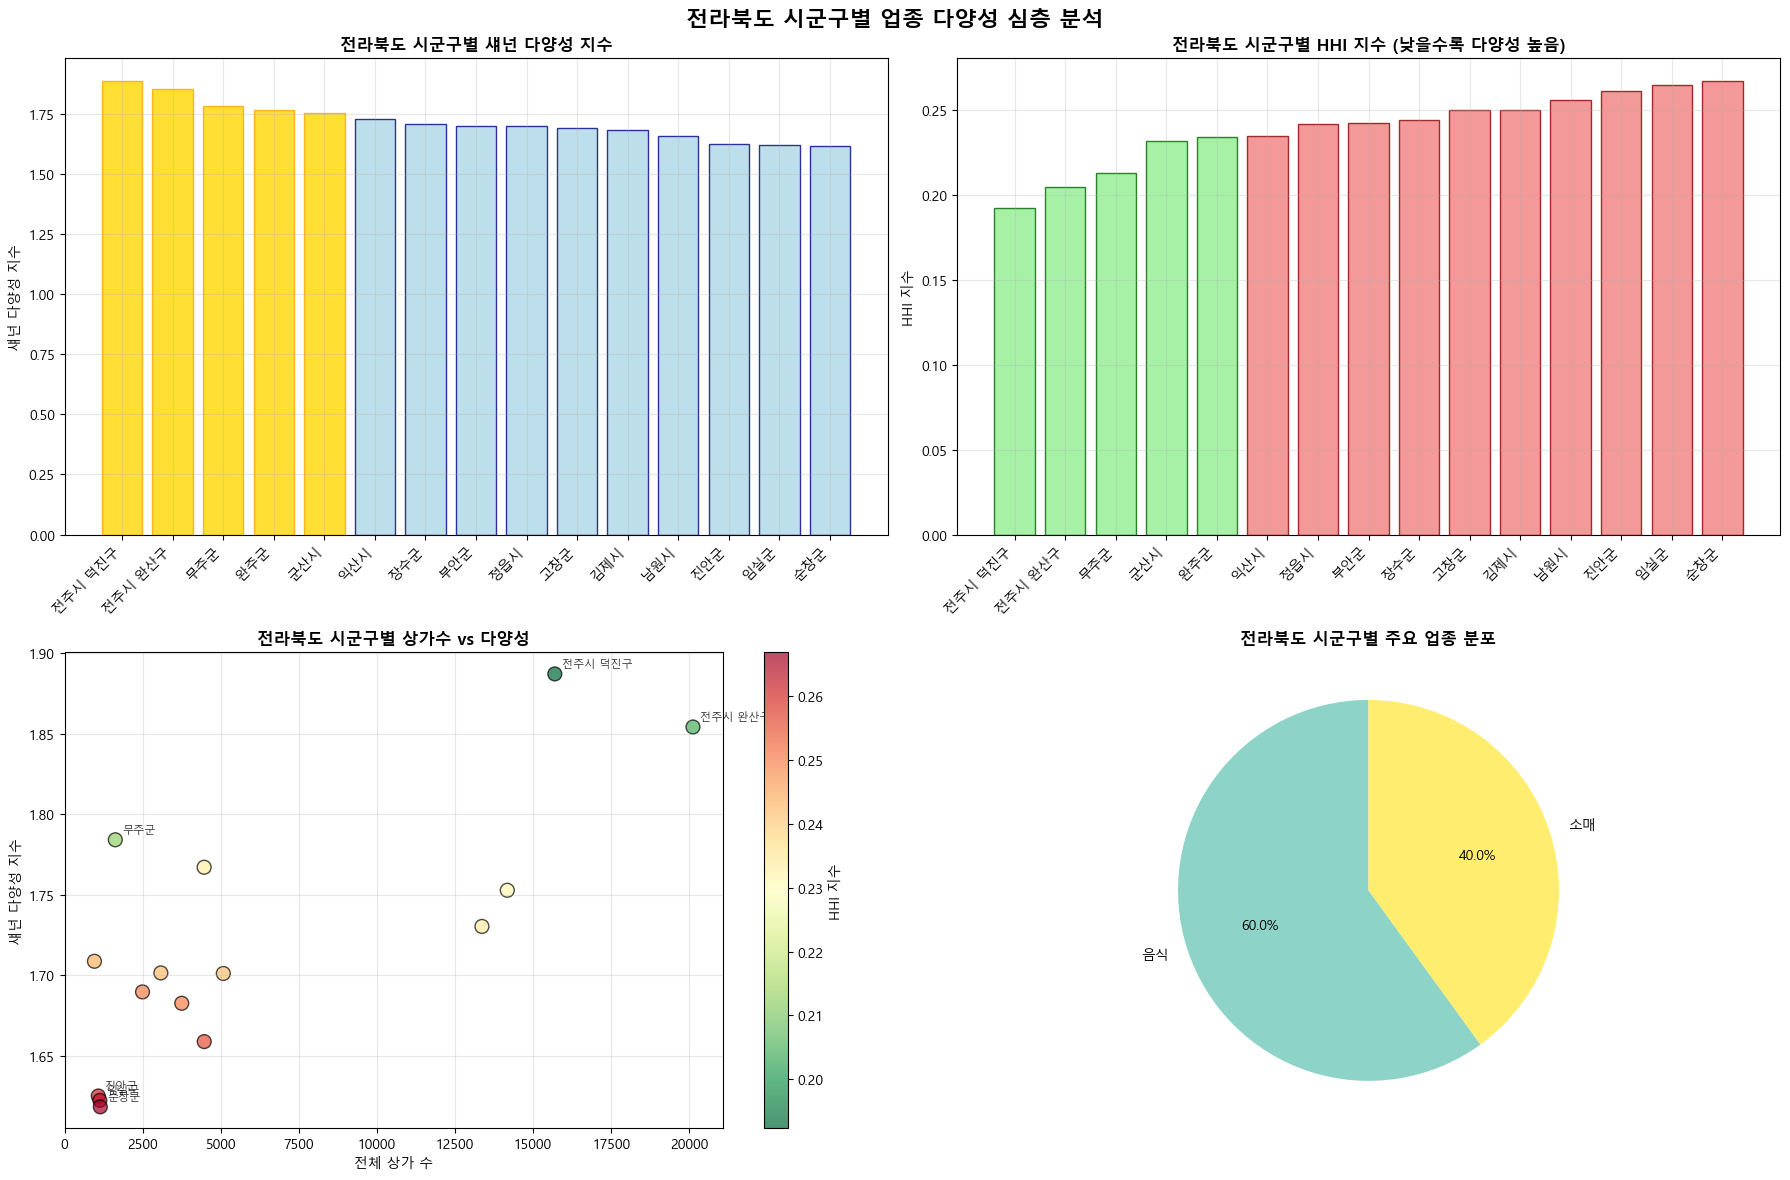 전라북도 시군구별 업종 다양성 심층 분석
전라북도 시군구별 섀넌 다양성 지수
섀넌 다양성 지수
1.75
1.50
1.25
1.00
0.75
0.50
0.25
0.00
전주시 덕진구
전주시 완산구
무주군
완주군
군산시
익산시
장수군
부안군
정읍시
고창군
김제시
남원시
진안군
임실군
순창군
전라북도 시군구별 HHI 지수 (낮을수록 다양성 높음)
HHI 지수
0.25
0.20
0.15
0.10
0.05
0.00
전주시 덕진구
전주시 완산구
무주군
군산시
완주군
익산시
정읍시
부안군
장수군
고창군
김제시
남원시
진안군
임실군
순창군
전라북도 시군구별 상가수 vs 다양성
섀넌 다양성 지수
1.90
1.85
1.80
1.75
1.70
1.65
전주시 덕진구
전주시 완산구
무주군
진안군
순창군
0
2500
5000
7500
10000
12500
15000
17500
20000
전체 상가 수
0.26
0.25
0.24
0.23
0.22
0.21
0.20
HHI 지수
전라북도 시군구별 주요 업종 분포
소매
40.0%
60.0%
음식